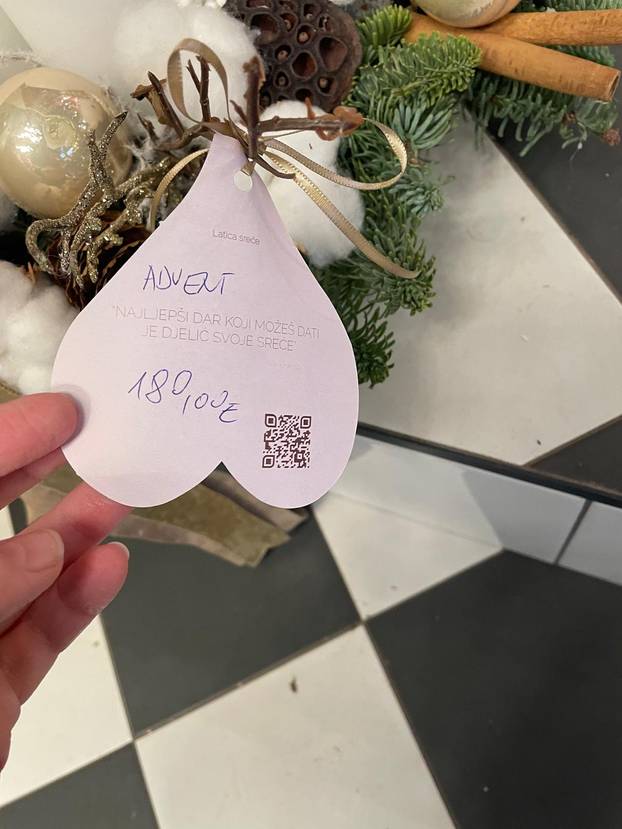 Latica sreće
ADVENT
"NAJLJEPŠI DAR KOJI MOŽEŠ DATI
JE DJELIĆ SVOJE SREĆE"
180,00€